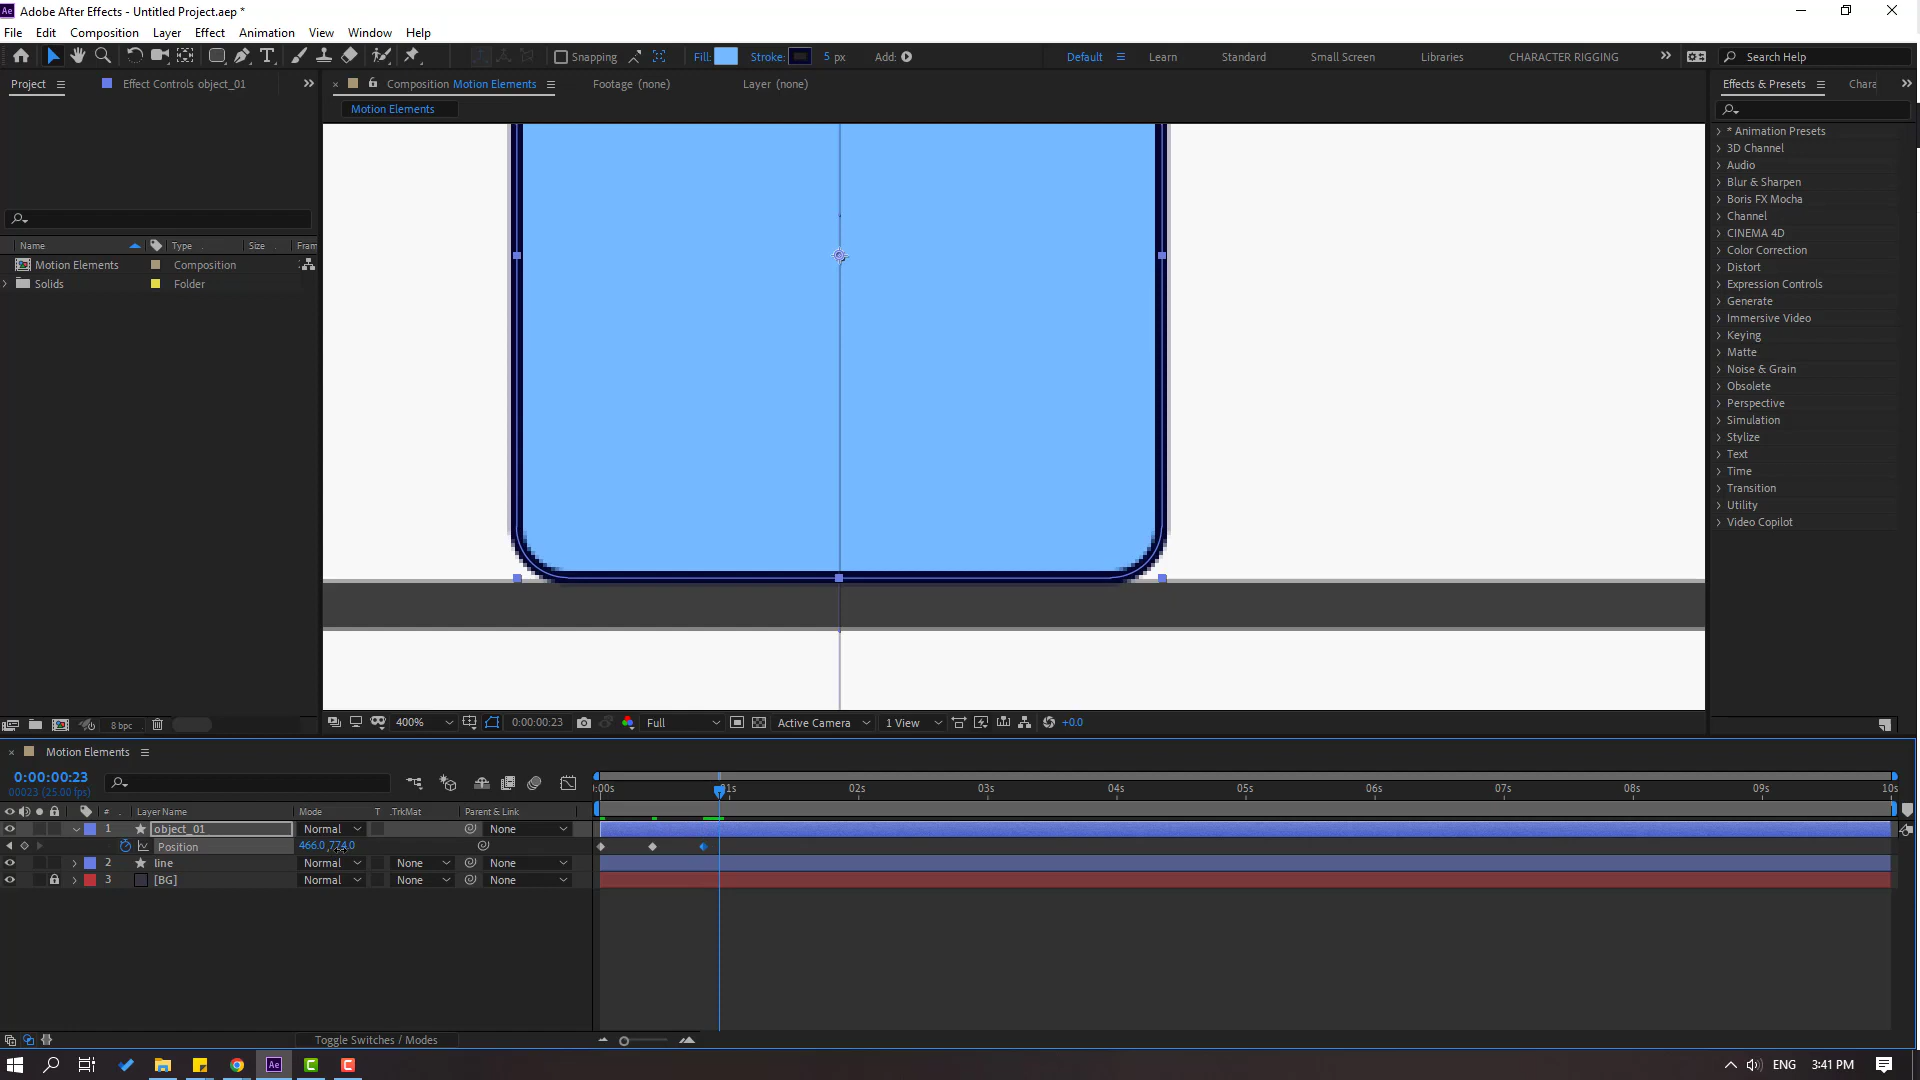 Adobe After Effects - Untitled Project.aep *
File Edit Composition Layer Effect Animation View Window Help
Snapping Fill: Stroke: 5 px Add: Default Learn Standard Small Screen Libraries CHARACTER RIGGING Search Help
Project Effect Controls object_01 Composition Motion Elements Footage (none) Layer (none) Effects & Presets Chara
Motion Elements
* Animation Presets
3D Channel
Audio
Blur & Sharpen
Boris FX Mocha
Channel
CINEMA 4D
Color Correction
Distort
Expression Controls
Generate
Immersive Video
Keying
Matte
Noise & Grain
Obsolete
Perspective
Simulation
Stylize
Text
Time
Transition
Utility
Video Copilot
Name Type Size Fram
Motion Elements Composition
Solids Folder
8 bpc
400% 0:00:00:23 Full Active Camera 1 View +0.0
Motion Elements
0:00:00:23
00023 (25.00 fps)
:00s 01s 02s 03s 04s 05s 06s 07s 08s 09s 10s
# Layer Name Mode T .TrkMat Parent & Link
1 object_01 Normal None
Position 466.0, 774.0
2 line Normal None None
3 [BG] Normal None None
Toggle Switches / Modes
Ae C C ENG 3:41 PM